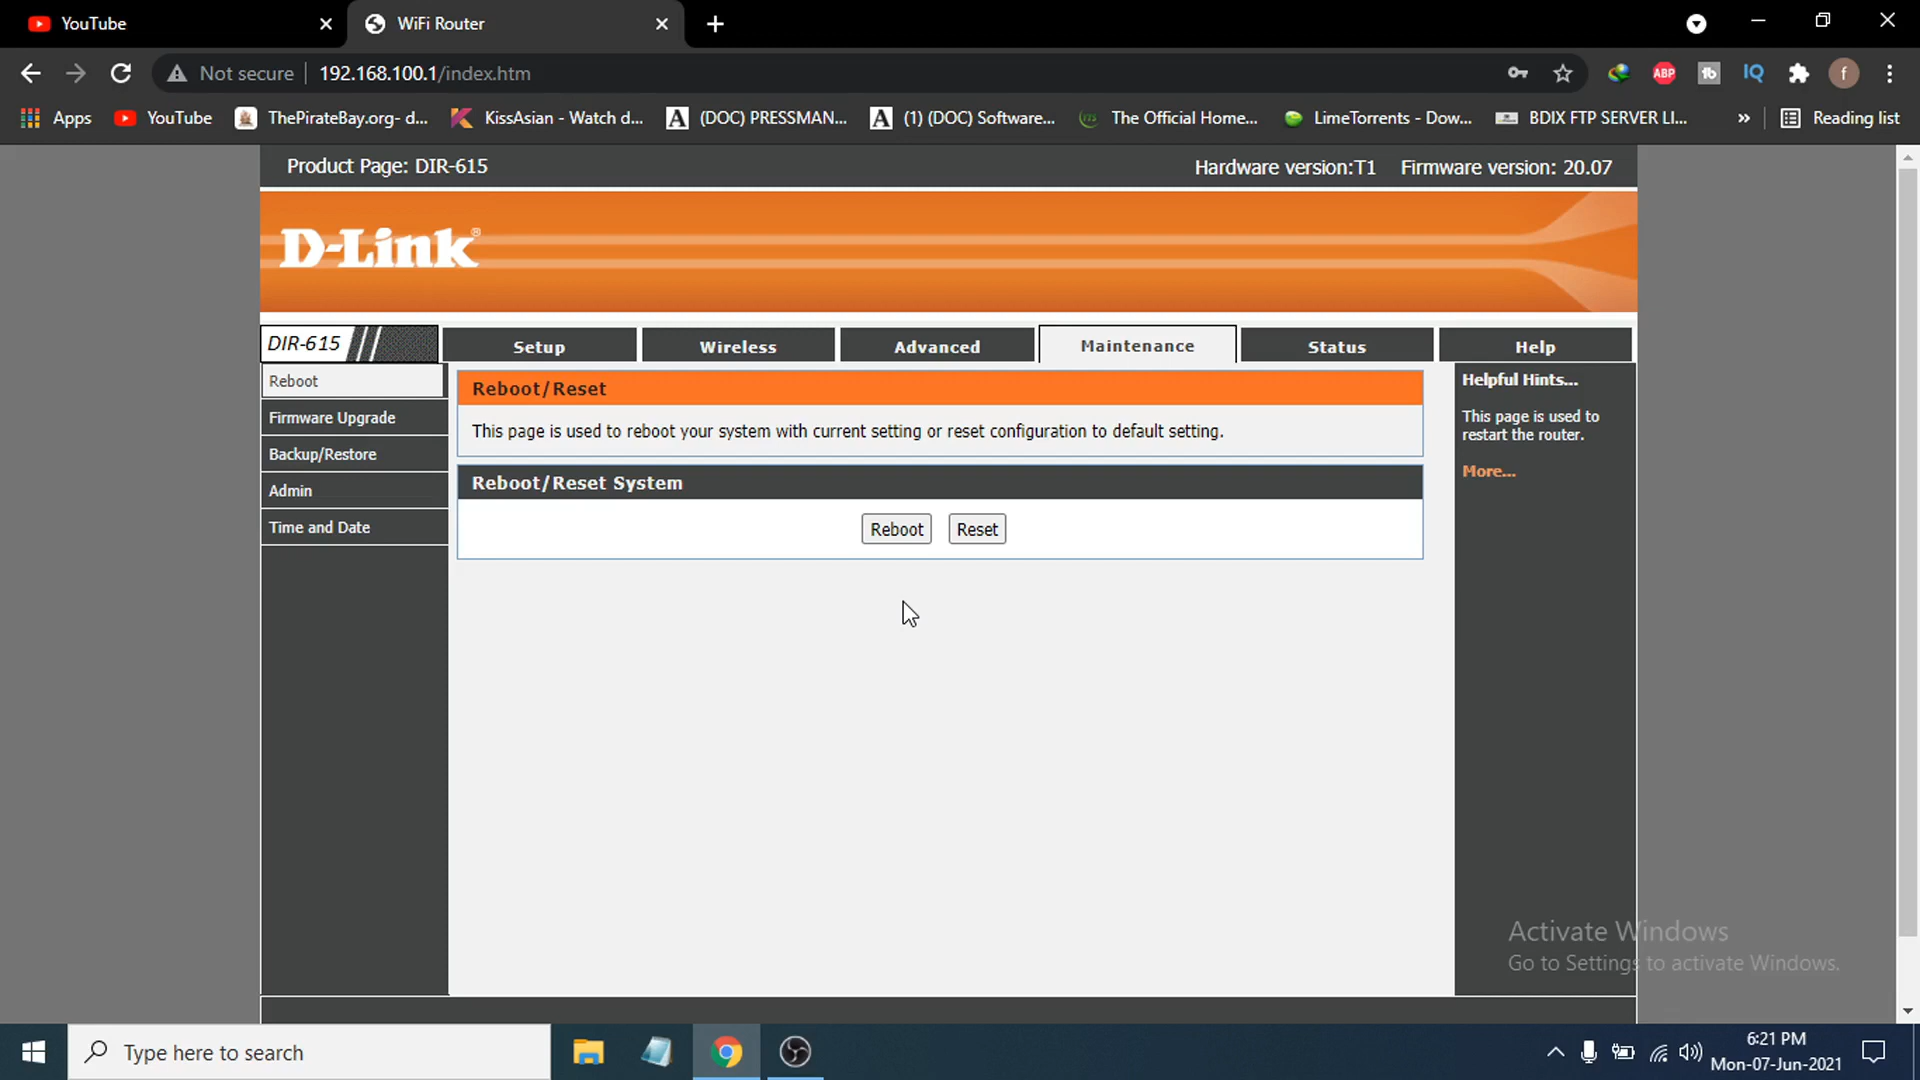 YouTube
WiFi Router
Not secure
192.168.100.1/index.htm
ABP
tb
IQ
f
Apps
YouTube
ThePirateBay.org- d...
KissAsian - Watch d...
(DOC) PRESSMAN...
(1) (DOC) Software...
The Official Home...
LimeTorrents - Dow...
BDIX FTP SERVER LI...
»
Reading list
Product Page: DIR-615
Hardware version:T1 Firmware version: 20.07
D-Link®
DIR-615
Setup
Wireless
Advanced
Maintenance
Status
Help
Reboot
Firmware Upgrade
Backup/Restore
Admin
Time and Date
Reboot/Reset
This page is used to reboot your system with current setting or reset configuration to default setting.
Reboot/Reset System
Reboot
Reset
Helpful Hints...
This page is used to
restart the router.
More...
Activate Windows
Go to Settings to activate Windows.
Type here to search
6:21 PM
Mon-07-Jun-2021